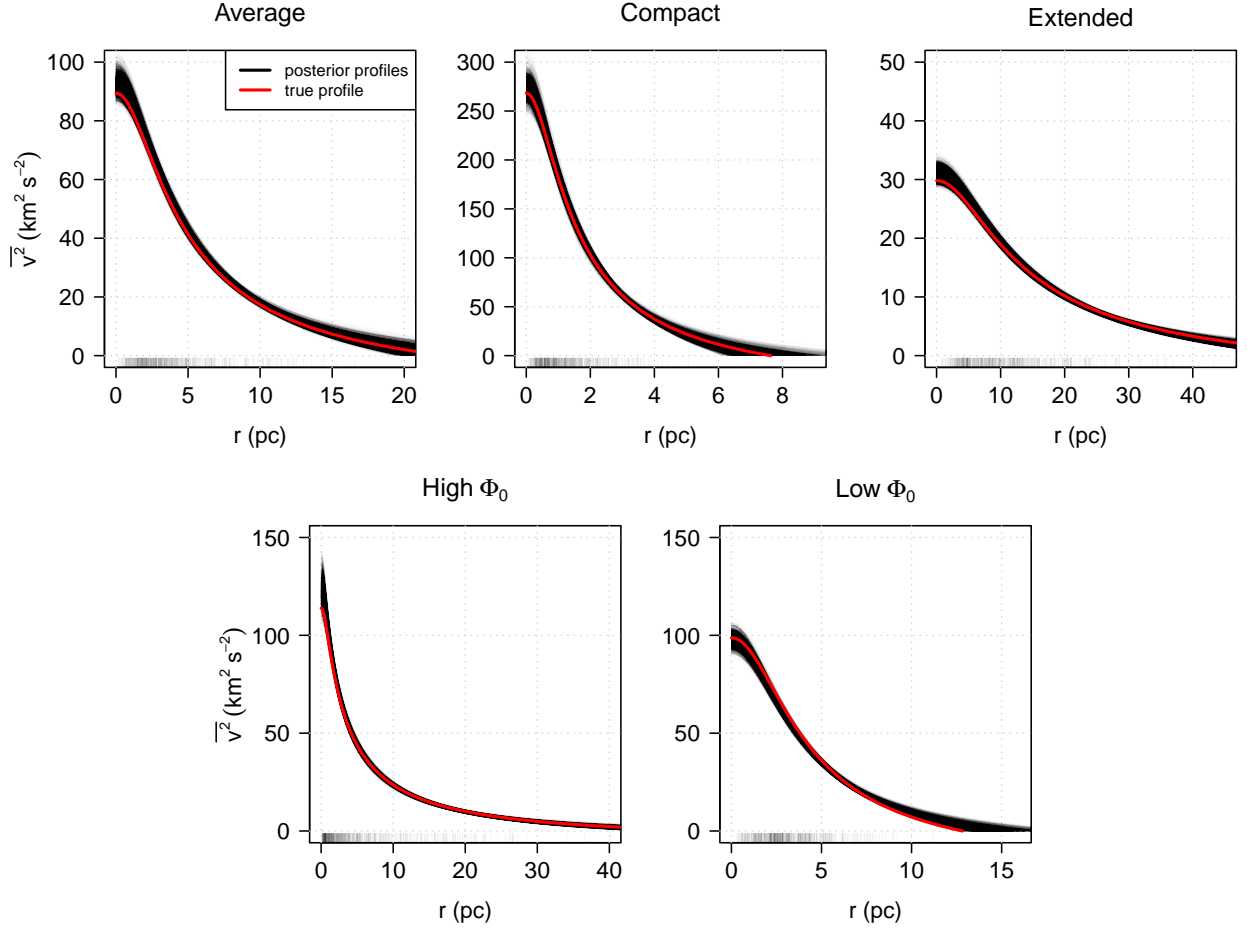 Average
Compact
Extended
posterior profiles
true profile
100
80
60
40
20
0
v² (km² s⁻²)
0 5 10 15 20
r (pc)
300
250
200
150
100
50
0
0 2 4 6 8
r (pc)
50
40
30
20
10
0
0 10 20 30 40
r (pc)
High Φ₀
Low Φ₀
150
100
50
0
v² (km² s⁻²)
0 10 20 30 40
r (pc)
150
100
50
0
0 5 10 15
r (pc)